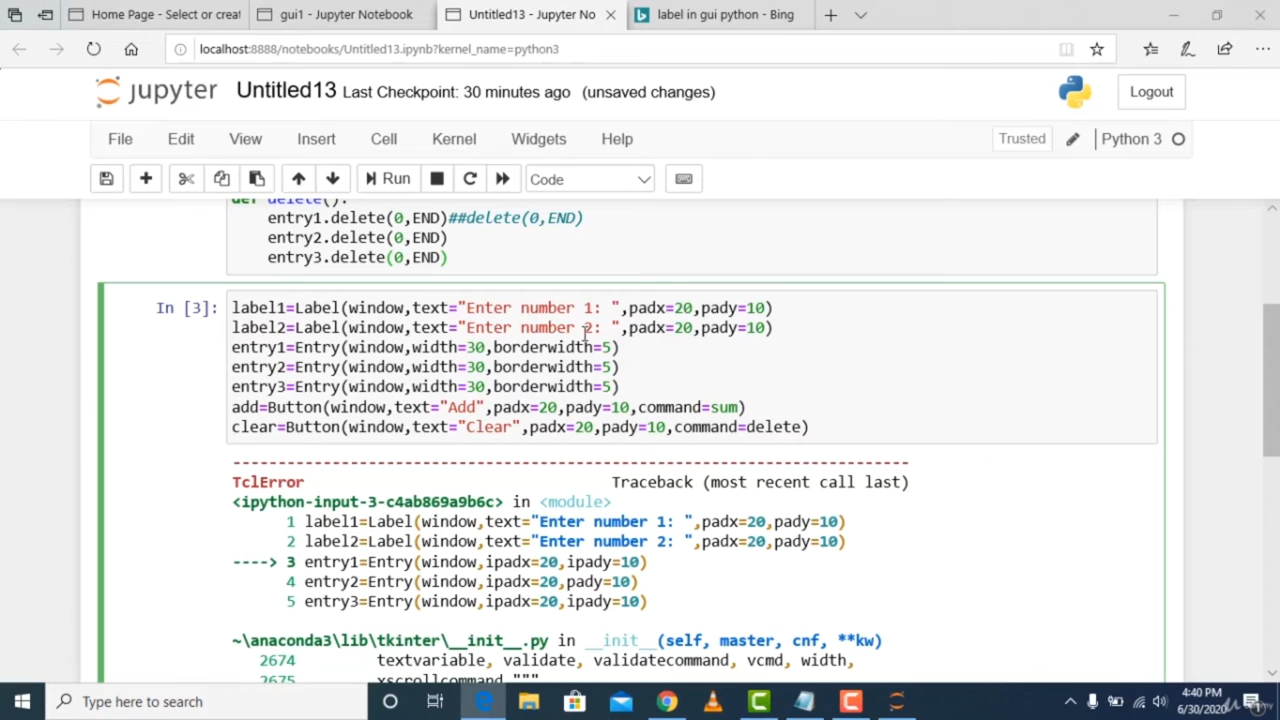 Home Page - Select or creat
gui1 - Jupyter Notebook
Untitled13 - Jupyter No
label in gui python - Bing
localhost:8888/notebooks/Untitled13.ipynb?kernel_name=python3
jupyter Untitled13 Last Checkpoint: 30 minutes ago (unsaved changes)
Logout
File Edit View Insert Cell Kernel Widgets Help
Trusted
Python 3
Run
Code
def delete():
entry1.delete(0,END)##delete(0,END)
entry2.delete(0,END)
entry3.delete(0,END)
In [3]:
label1=Label(window,text="Enter number 1: ",padx=20,pady=10)
label2=Label(window,text="Enter number 2: ",padx=20,pady=10)
entry1=Entry(window,width=30,borderwidth=5)
entry2=Entry(window,width=30,borderwidth=5)
entry3=Entry(window,width=30,borderwidth=5)
add=Button(window,text="Add",padx=20,pady=10,command=sum)
clear=Button(window,text="Clear",padx=20,pady=10,command=delete)
---------------------------------------------------------------------------
TclError Traceback (most recent call last)
<ipython-input-3-c4ab869a9b6c> in <module>
1 label1=Label(window,text="Enter number 1: ",padx=20,pady=10)
2 label2=Label(window,text="Enter number 2: ",padx=20,pady=10)
----> 3 entry1=Entry(window,ipadx=20,ipady=10)
4 entry2=Entry(window,ipadx=20,pady=10)
5 entry3=Entry(window,ipadx=20,ipady=10)
~\anaconda3\lib\tkinter\__init__.py in __init__(self, master, cnf, **kw)
2674 textvariable, validate, validatecommand, vcmd, width,
2675 xscrollcommand."""
Type here to search
4:40 PM
6/30/2020